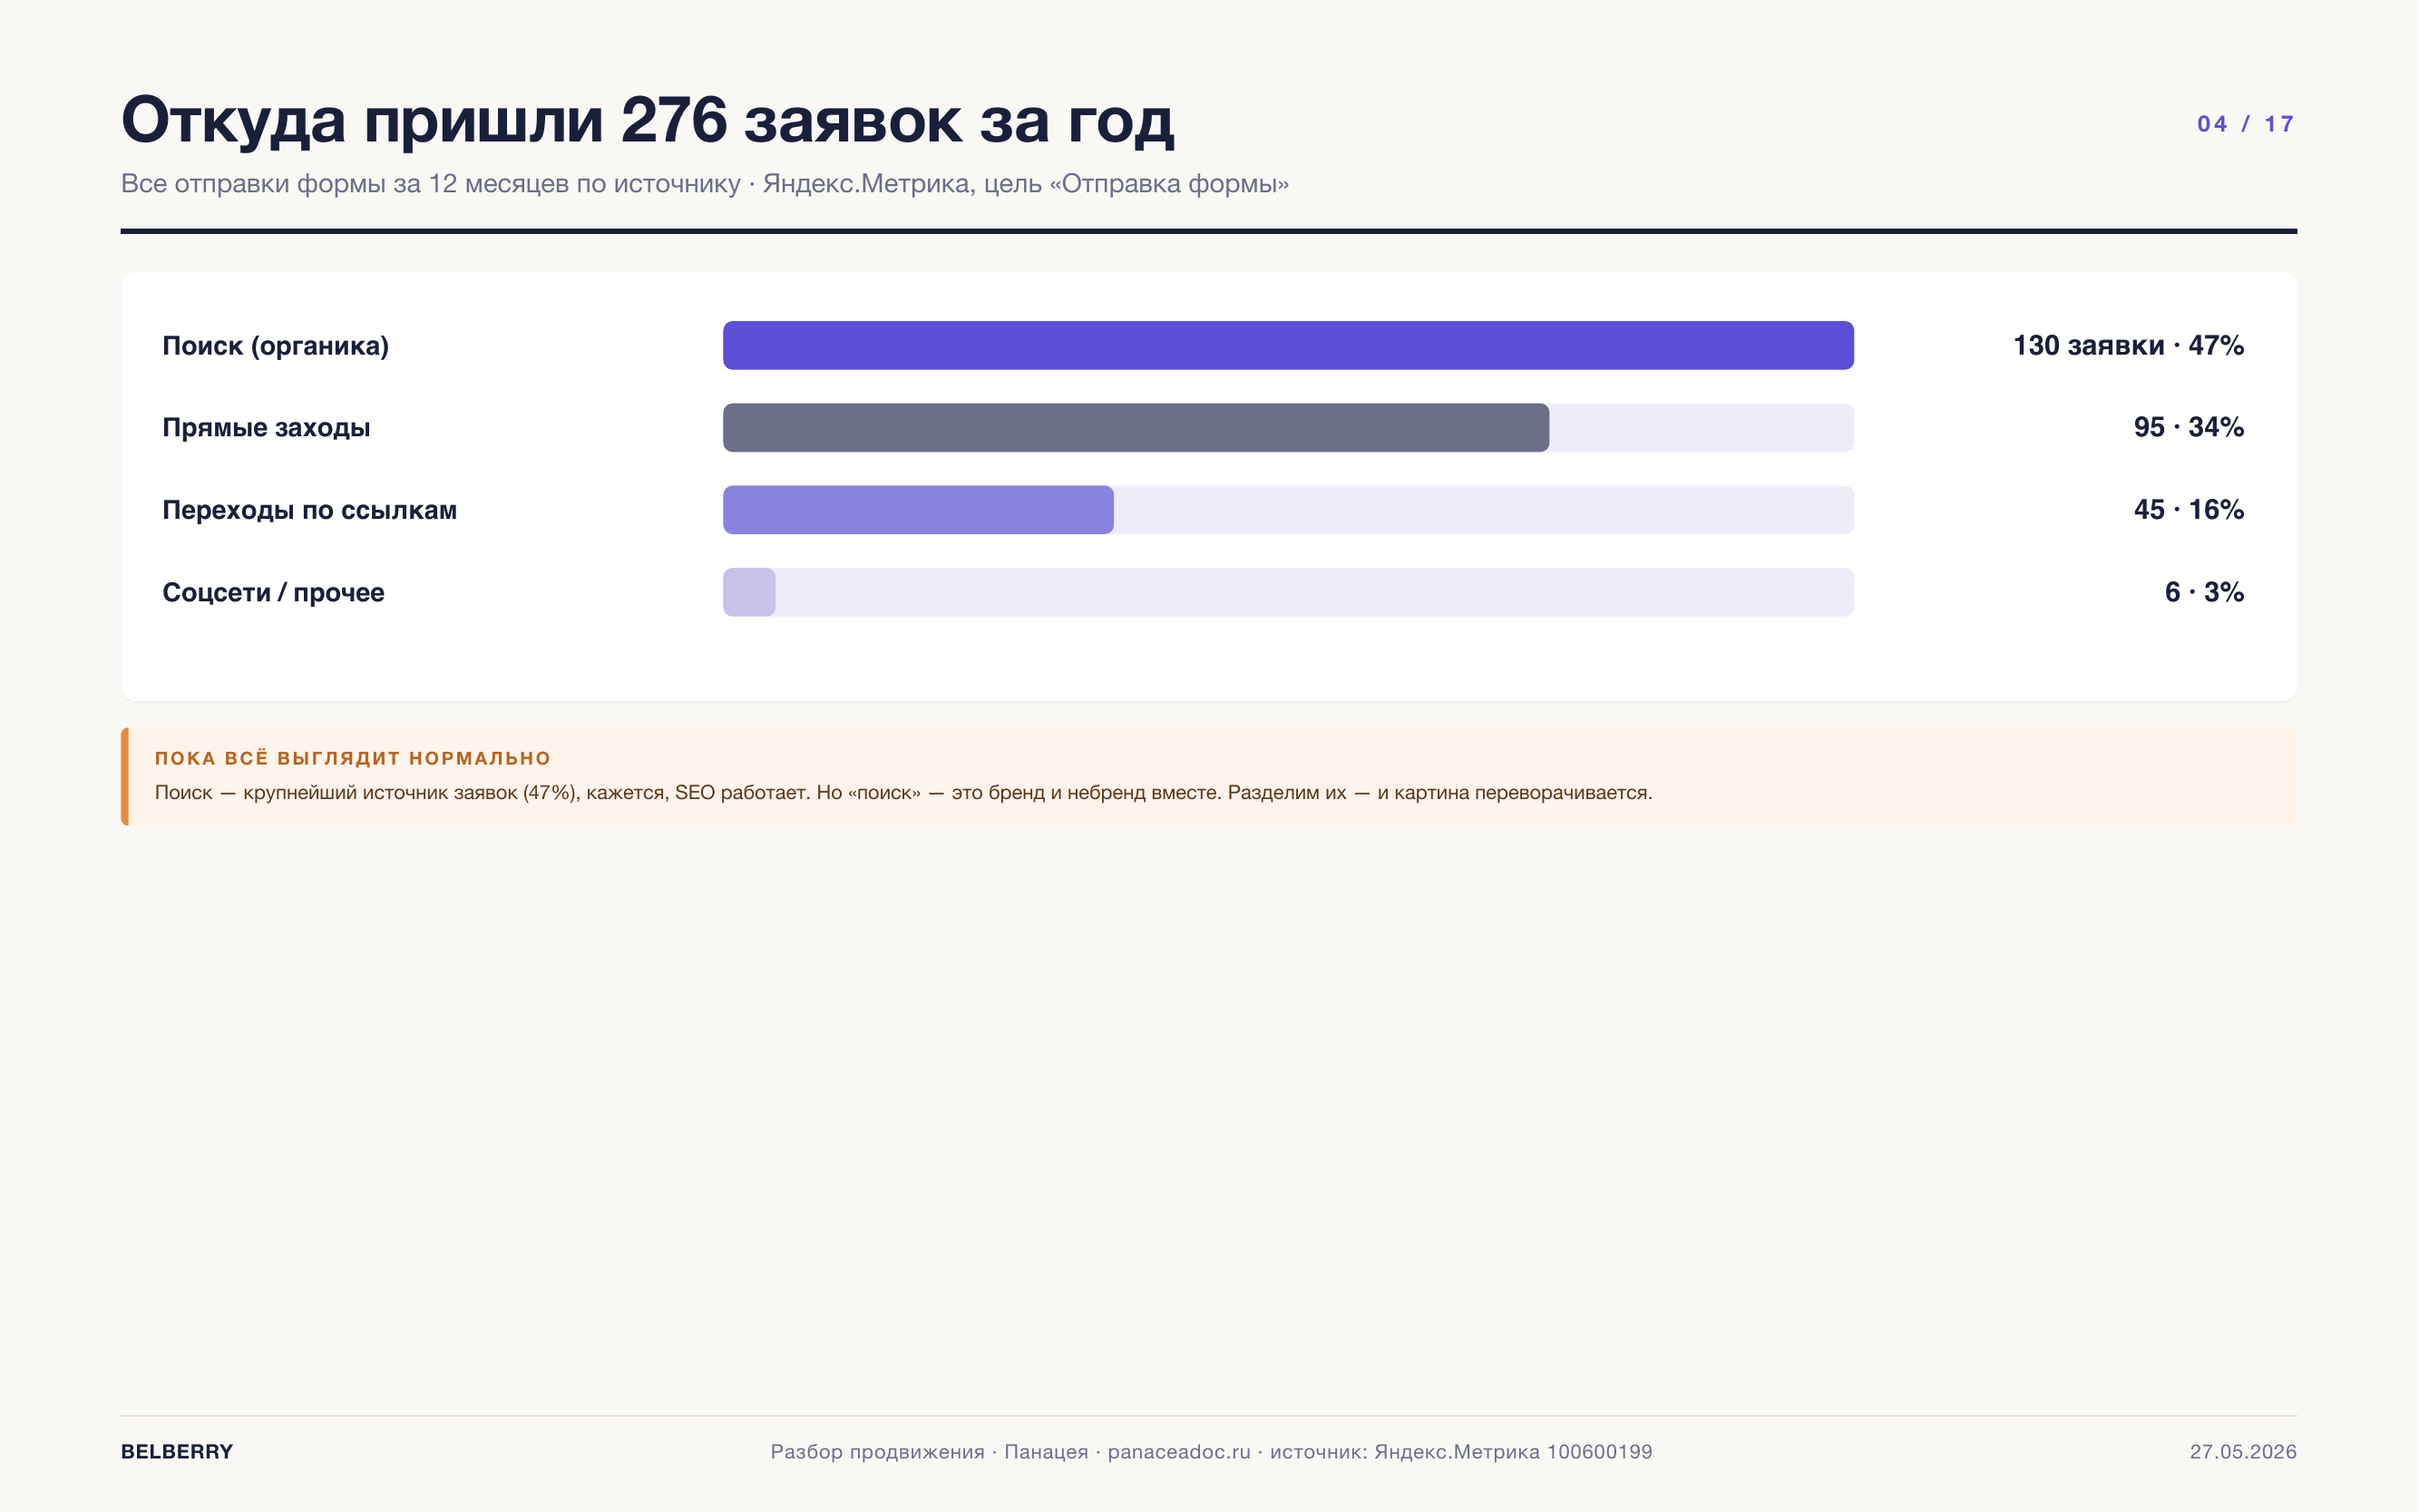 Откуда пришли 276 заявок за год
04 / 17
Все отправки формы за 12 месяцев по источнику · Яндекс.Метрика, цель «Отправка формы»
Поиск (органика)
130 заявки · 47%
Прямые заходы
95 · 34%
Переходы по ссылкам
45 · 16%
Соцсети / прочее
6 · 3%
ПОКА ВСЁ ВЫГЛЯДИТ НОРМАЛЬНО
Поиск — крупнейший источник заявок (47%), кажется, SEO работает. Но «поиск» — это бренд и небренд вместе. Разделим их — и картина переворачивается.
BELBERRY
Разбор продвижения · Панацея · panaceadoc.ru · источник: Яндекс.Метрика 100600199
27.05.2026